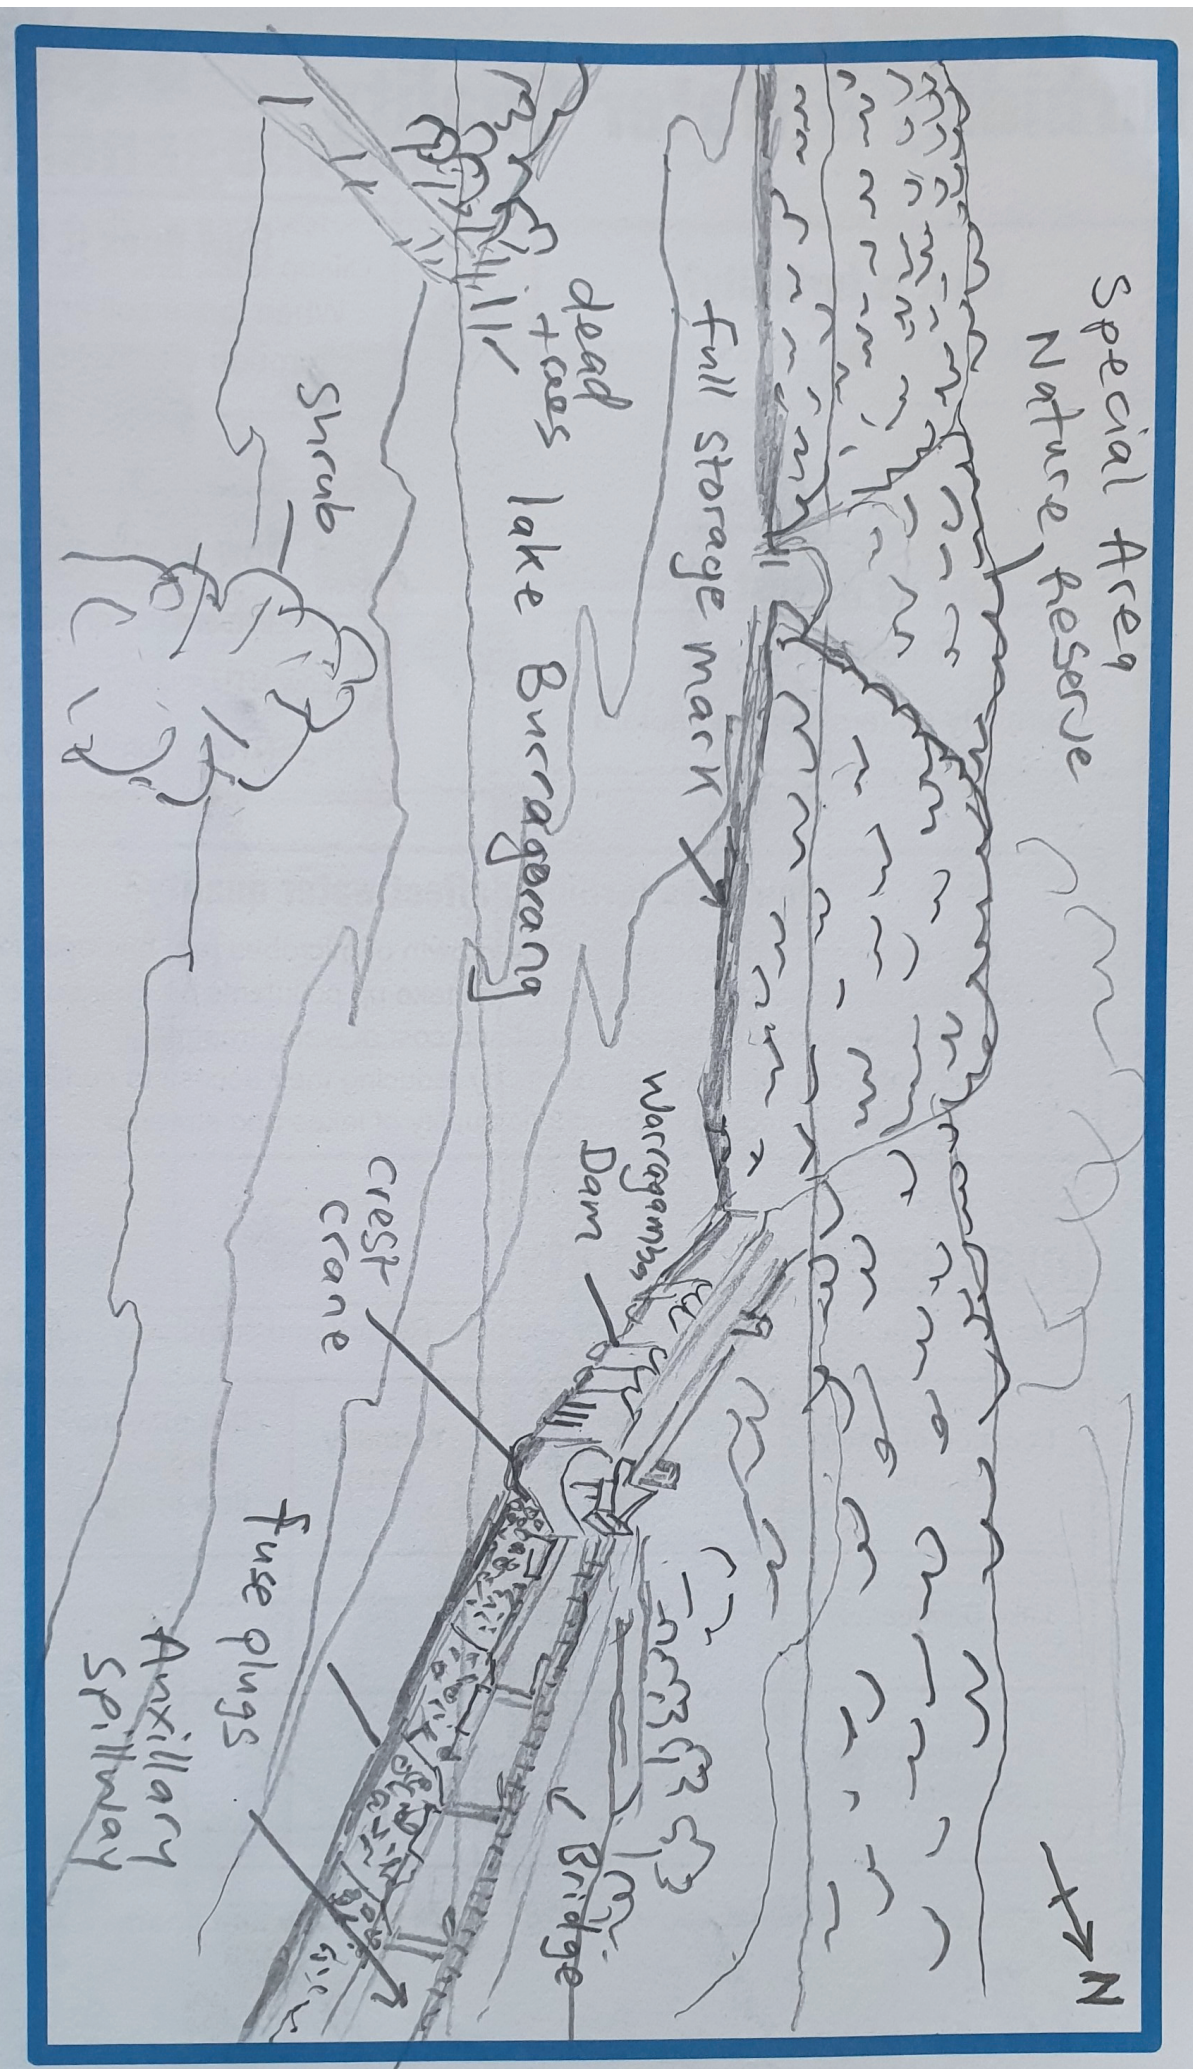 Special Area
Nature Reserve
N
full storage mark
dead
trees
lake Burragorang
Warragamba
Dam
Bridge
Shrub
Crest
Crane
fuse plugs
Auxillary
Spillway